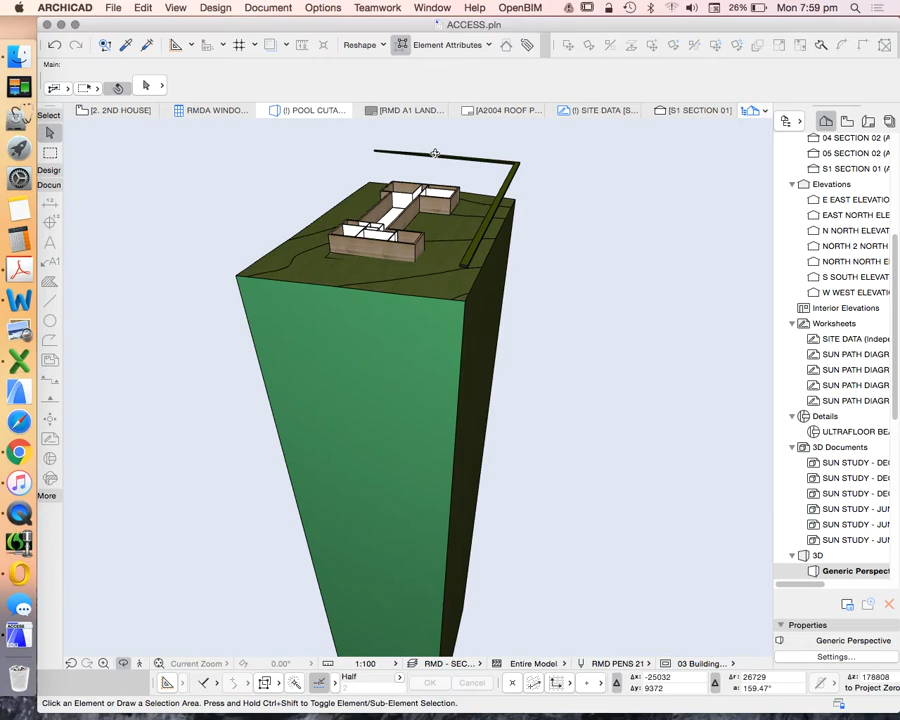 ARCHICAD File Edit View Design Document Options Teamwork Window Help OpenBIM 26% Mon 7:59 pm
ACCESS.pln
Reshape Element Attributes
Main:
[2. 2ND HOUSE] RMDA WINDO... (!) POOL CUTA... [RMD A1 LAND... [A2004 ROOF P... (!) SITE DATA [S... [S1 SECTION 01]
Select
Design
Docun
More
04 SECTION 02 (A
05 SECTION 02 (A
S1 SECTION 01 (A
Elevations
E EAST ELEVATIO
EAST NORTH ELE
N NORTH ELEVAT
NORTH 2 NORTH
NORTH NORTH EL
S SOUTH ELEVAT
W WEST ELEVATI
Interior Elevations
Worksheets
SITE DATA (Indepe
SUN PATH DIAGR
SUN PATH DIAGR
SUN PATH DIAGR
SUN PATH DIAGR
Details
ULTRAFLOOR BEA
3D Documents
SUN STUDY - DEC
SUN STUDY - DEC
SUN STUDY - DEC
SUN STUDY - JUN
SUN STUDY - JUN
SUN STUDY - JUN
3D
Generic Perspect
Properties
Generic Perspective
Settings...
Current Zoom 0.00° 1:100 RMD - SEC... Entire Model RMD PENS 21 03 Building...
Half
OK Cancel
Δx: -25032
Δy: 9372
Δr: 26729
a: 159.47°
Δz: 178808
to Project Zero
Click an Element or Draw a Selection Area. Press and Hold Ctrl+Shift to Toggle Element/Sub-Element Selection.